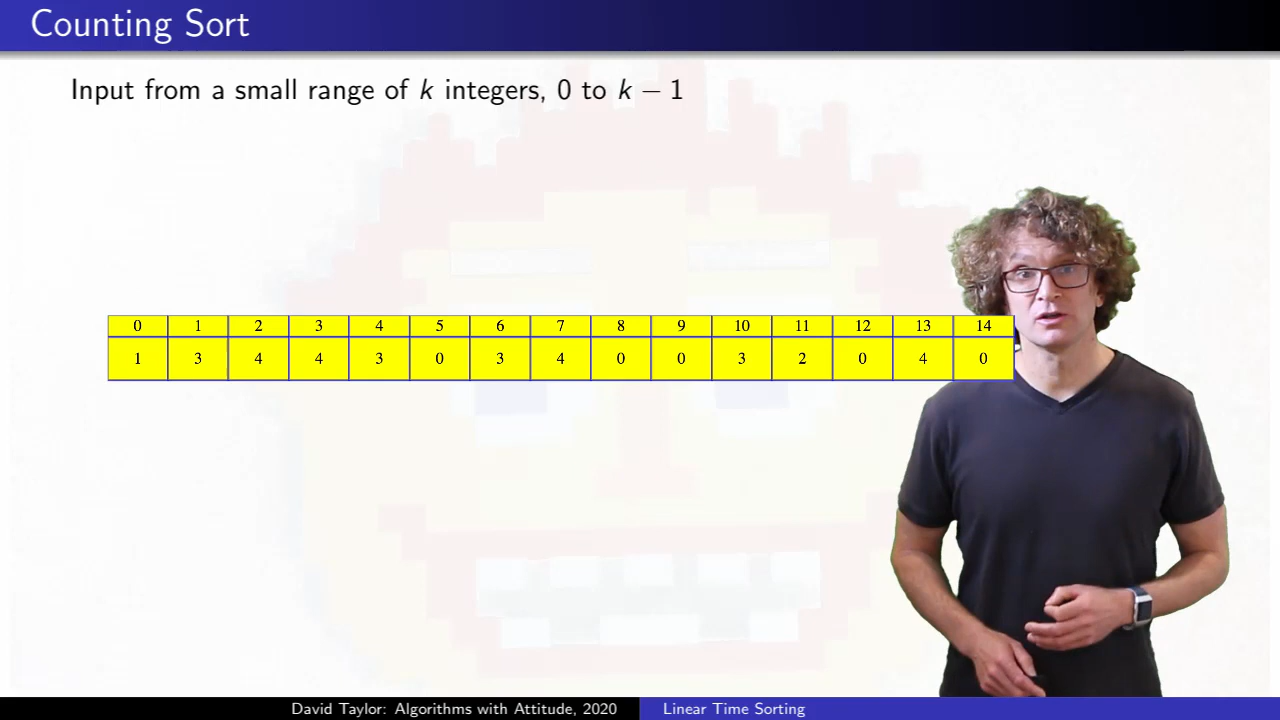 Counting Sort
Input from a small range of k integers, 0 to k − 1
0 1 2 3 4 5 6 7 8 9 10 11 12 13 14
1 3 4 4 3 0 3 4 0 0 3 2 0 4 0
David Taylor: Algorithms with Attitude, 2020 Linear Time Sorting